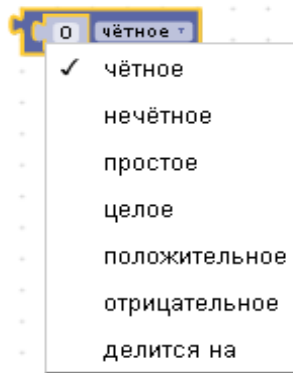 0 чётное
✓ чётное
нечётное
простое
целое
положительное
отрицательное
делится на